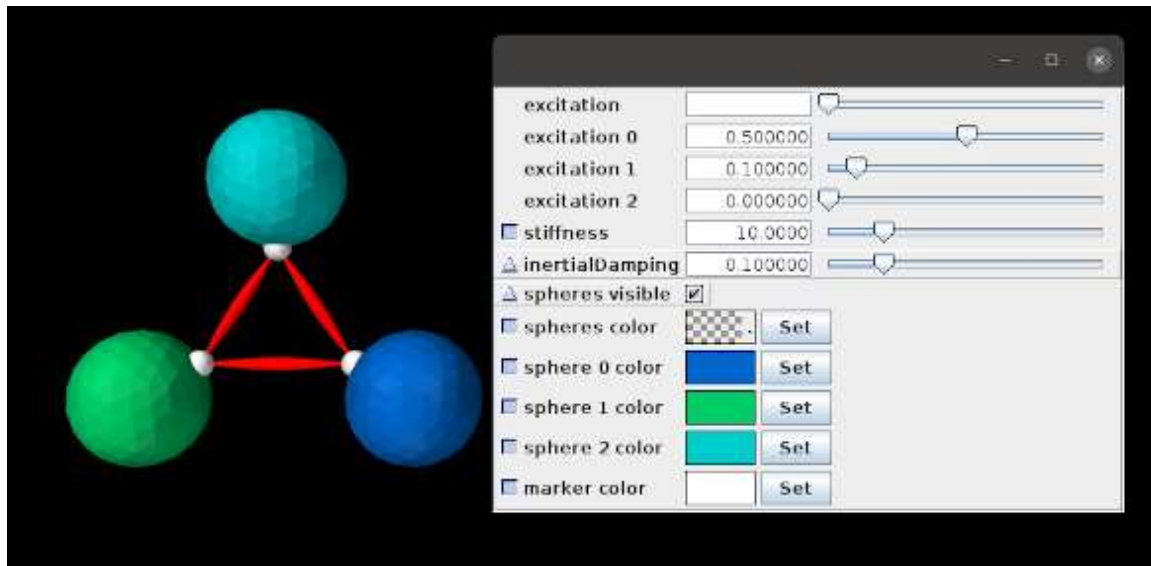 excitation
excitation 0 0.500000
excitation 1 0.100000
excitation 2 0.000000
stiffness 10.0000
inertialDamping 0.100000
spheres visible
spheres color . Set
sphere 0 color Set
sphere 1 color Set
sphere 2 color Set
marker color Set